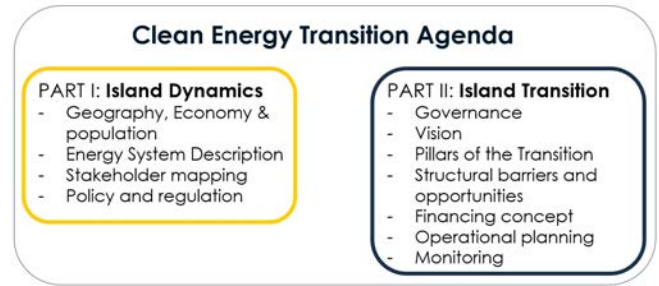 Clean Energy Transition Agenda
PART I: Island Dynamics
- Geography, Economy &
population
- Energy System Description
- Stakeholder mapping
- Policy and regulation
PART II: Island Transition
- Governance
- Vision
- Pillars of the Transition
- Structural barriers and
opportunities
- Financing concept
- Operational planning
- Monitoring